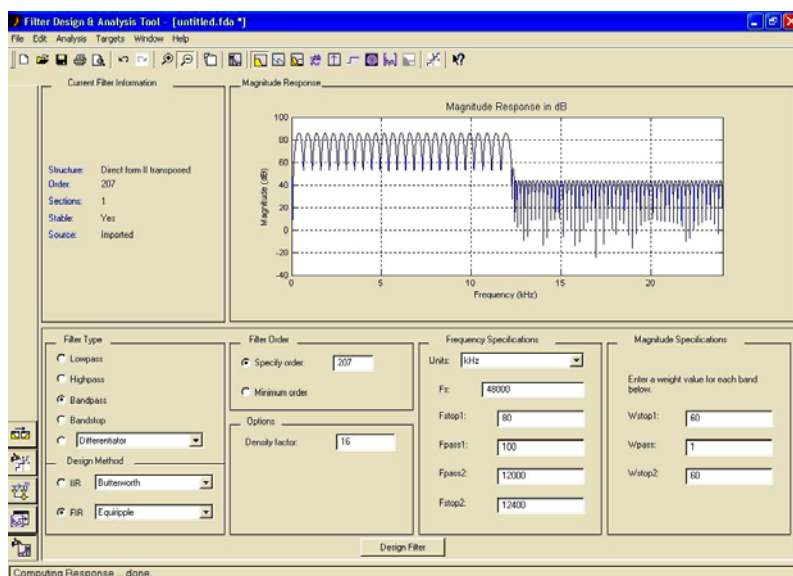 Filter Design & Analysis Tool - [untitled.fda *]
File Edit Analysis Targets Window Help
Current Filter Information
Structure: Direct form II transposed
Order: 207
Sections: 1
Stable: Yes
Source: Imported
Magnitude Response
Magnitude Response in dB
Magnitude (dB)
100
80
60
40
20
0
-20
-40
0 5 10 15 20
Frequency (kHz)
Filter Type
Lowpass
Highpass
Bandpass
Bandstop
Differentiator
Design Method
IIR Butterworth
FIR Equiripple
Filter Order
Specify order: 207
Minimum order
Options
Density factor: 16
Frequency Specifications
Units: kHz
Fs: 48000
Fstop1: 80
Fpass1: 100
Fpass2: 12000
Fstop2: 12400
Magnitude Specifications
Enter a weight value for each band
below.
Wstop1: 60
Wpass: 1
Wstop2: 60
Design Filter
Computing Response ... done.